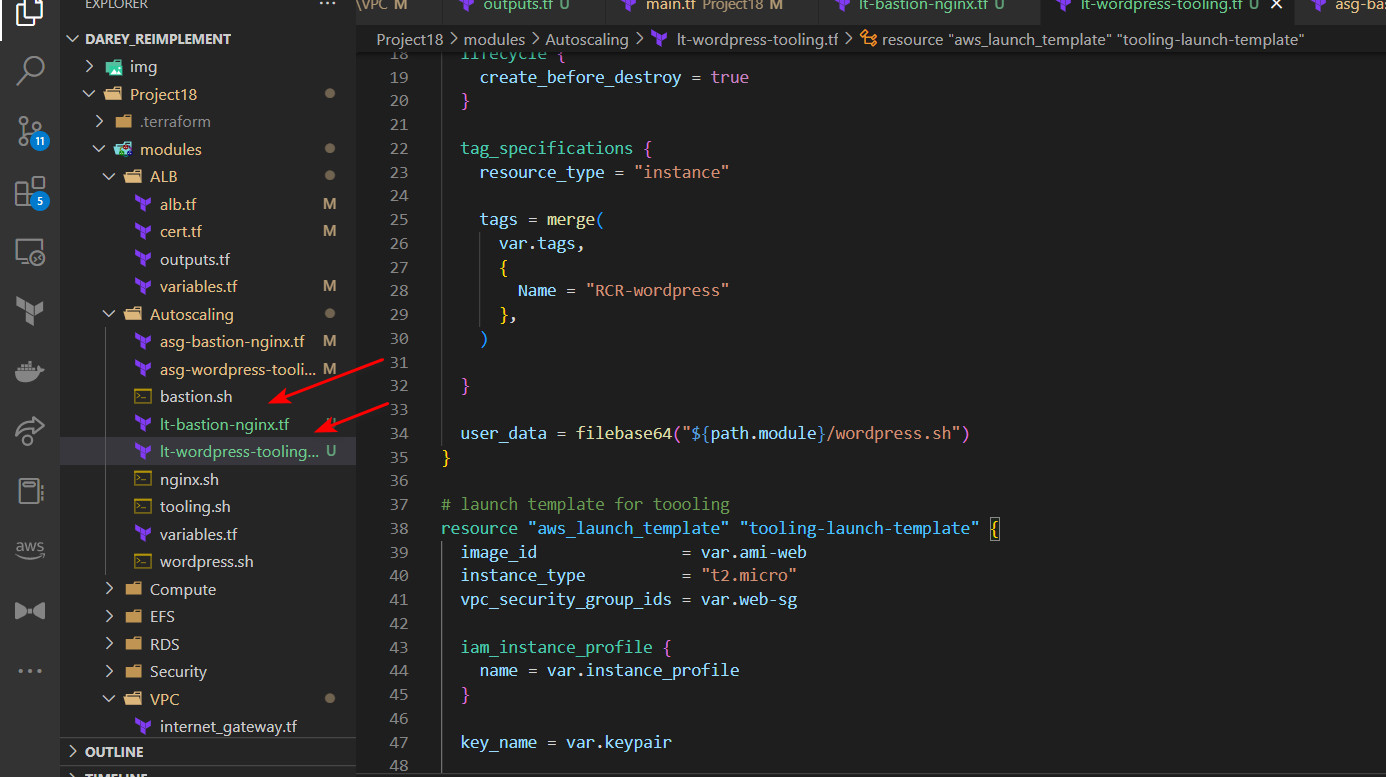 EXPLORER
...
\VPC M
outputs.tf U
main.tf Project18 M
lt-bastion-nginx.tf U
lt-wordpress-tooling.tf U
asg-bas
DAREY_REIMPLEMENT
Project18 > modules > Autoscaling > lt-wordpress-tooling.tf > resource "aws_launch_template" "tooling-launch-template"
img
Project18
.terraform
modules
ALB
alb.tf M
cert.tf M
outputs.tf
variables.tf M
Autoscaling
asg-bastion-nginx.tf M
asg-wordpress-tooli... M
bastion.sh
lt-bastion-nginx.tf U
lt-wordpress-tooling... U
nginx.sh
tooling.sh
variables.tf
wordpress.sh
Compute
EFS
RDS
Security
VPC
internet_gateway.tf
OUTLINE
TIMELINE
11
5
aws
18 lifecycle {
19 create_before_destroy = true
20 }
21
22 tag_specifications {
23 resource_type = "instance"
24
25 tags = merge(
26 var.tags,
27 {
28 Name = "RCR-wordpress"
29 },
30 )
31
32 }
33
34 user_data = filebase64("${path.module}/wordpress.sh")
35 }
36
37 # launch template for toooling
38 resource "aws_launch_template" "tooling-launch-template" {
39 image_id = var.ami-web
40 instance_type = "t2.micro"
41 vpc_security_group_ids = var.web-sg
42
43 iam_instance_profile {
44 name = var.instance_profile
45 }
46
47 key_name = var.keypair
48